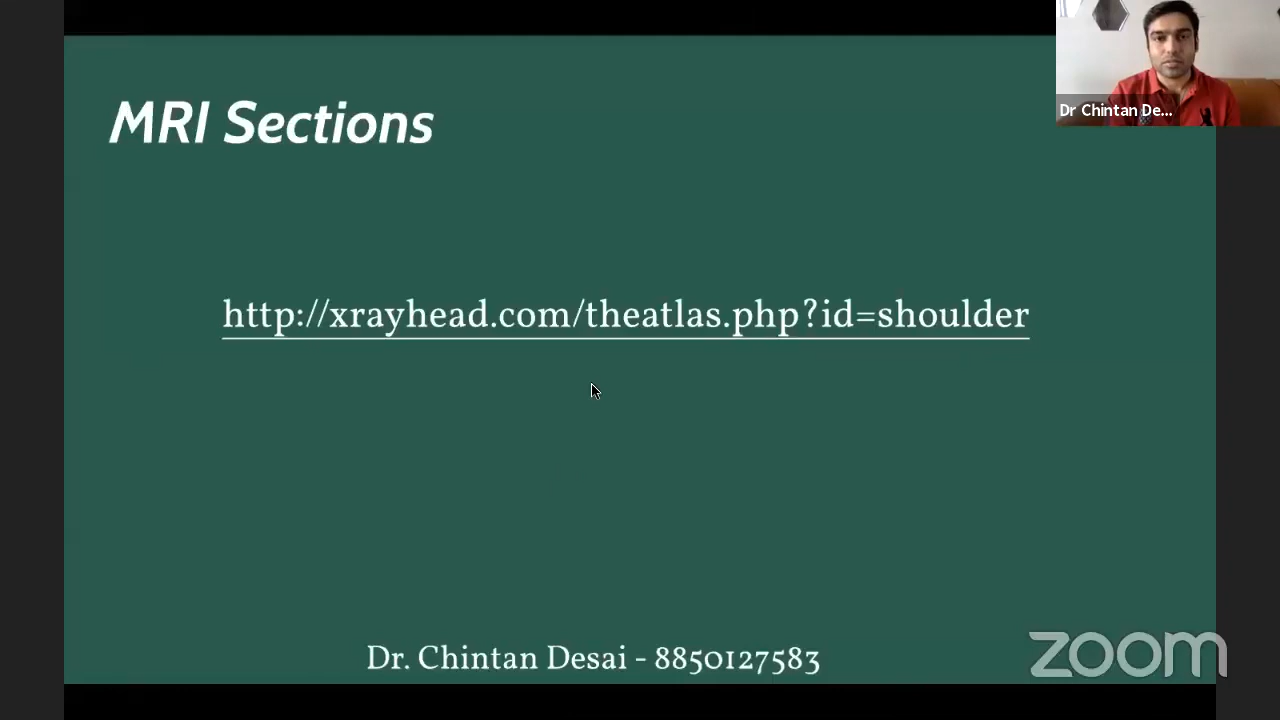 MRI Sections
Dr Chintan De...
http://xrayhead.com/theatlas.php?id=shoulder
Dr. Chintan Desai - 8850127583
zoom